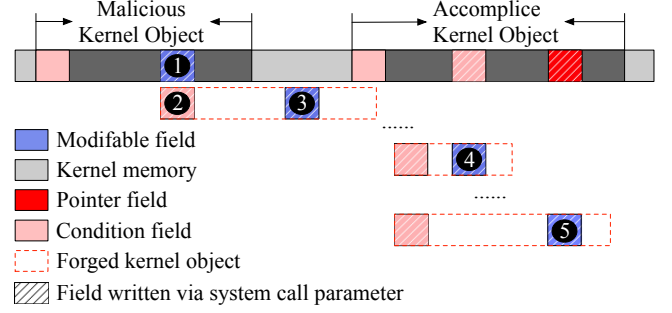 Malicious
Kernel Object
Accomplice
Kernel Object
1
2
3
......
4
......
5
Modifable field
Kernel memory
Pointer field
Condition field
Forged kernel object
Field written via system call parameter